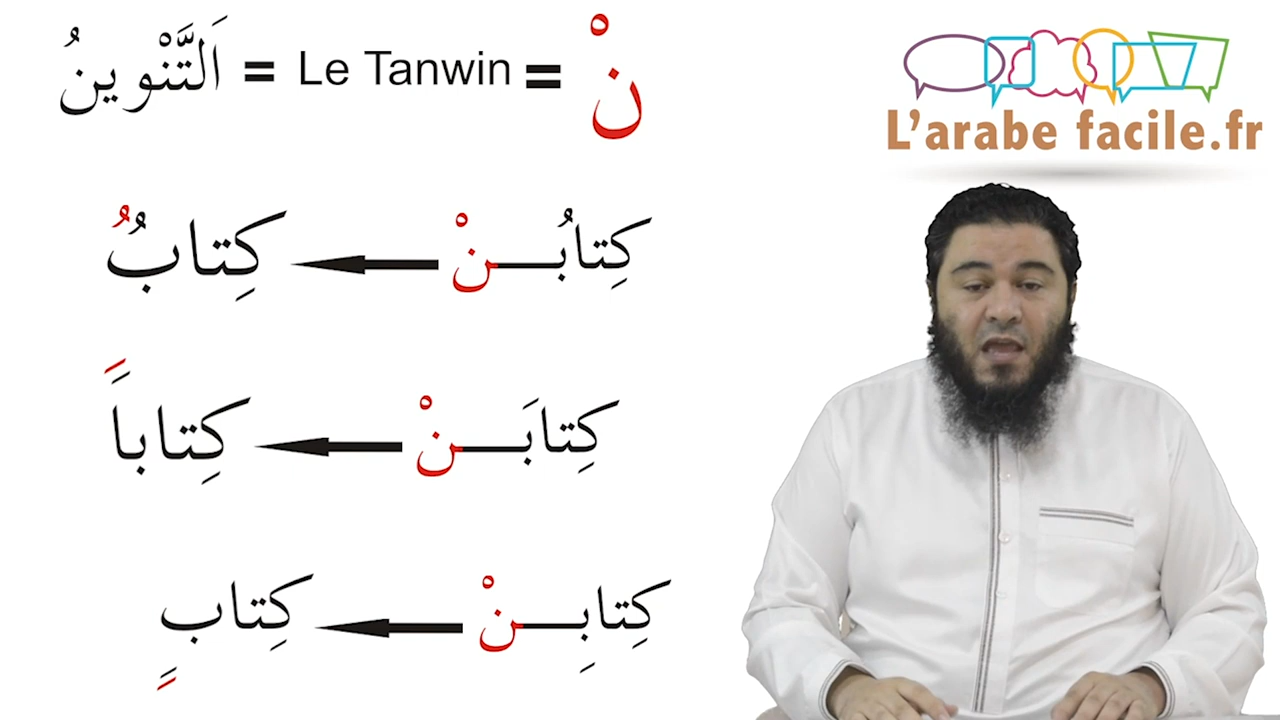 اَلتَّنْوِينُ = Le Tanwin = نْ
L'arabe facile.fr
كِتابُـــنْ ← كِتابٌ
كِتابَـــنْ ← كِتاباً
كِتابِـــنْ ← كِتابٍ